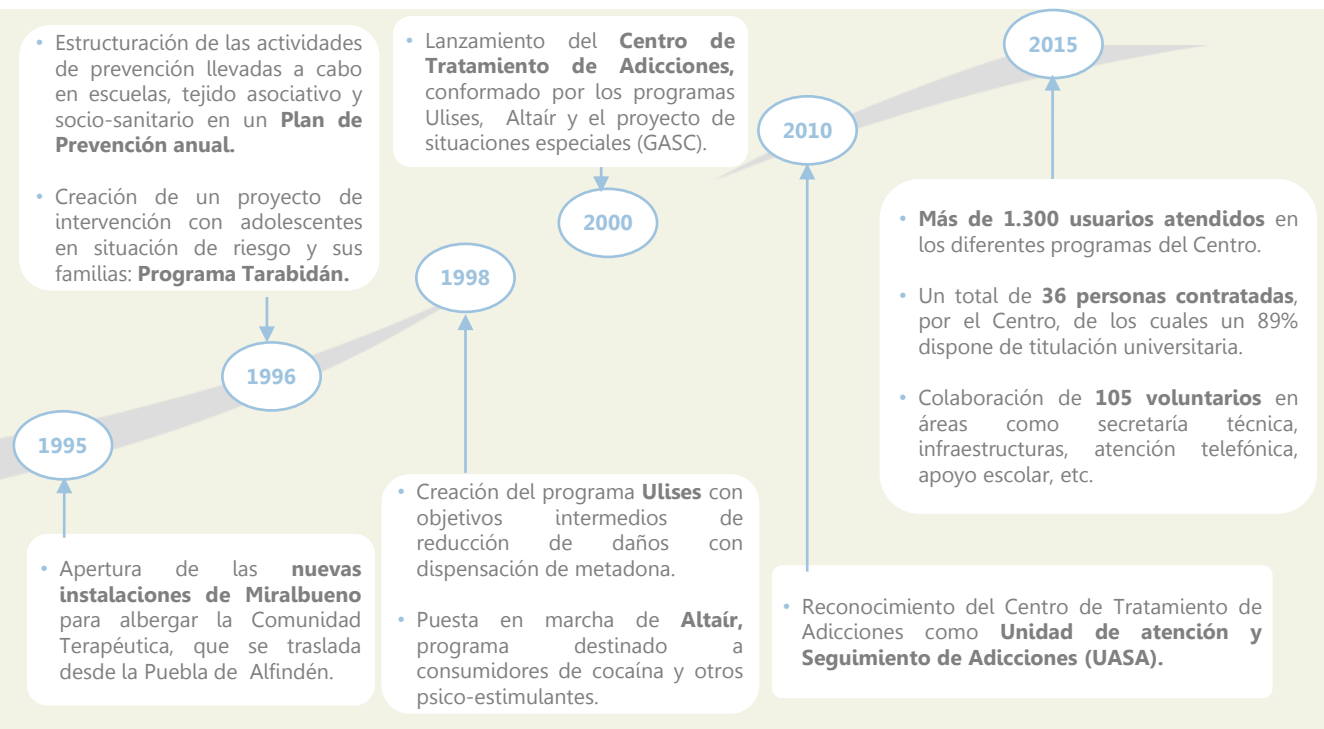 • Estructuración de las actividades
de prevención llevadas a cabo
en escuelas, tejido asociativo y
socio-sanitario en un Plan de
Prevención anual.
• Creación de un proyecto de
intervención con adolescentes
en situación de riesgo y sus
familias: Programa Tarabidán.
• Lanzamiento del Centro de
Tratamiento de Adicciones,
conformado por los programas
Ulises, Altaír y el proyecto de
situaciones especiales (GASC).
2015
2010
2000
1998
1996
1995
• Más de 1.300 usuarios atendidos en
los diferentes programas del Centro.
• Un total de 36 personas contratadas,
por el Centro, de los cuales un 89%
dispone de titulación universitaria.
• Colaboración de 105 voluntarios en
áreas como secretaría técnica,
infraestructuras, atención telefónica,
apoyo escolar, etc.
• Apertura de las nuevas
instalaciones de Miralbueno
para albergar la Comunidad
Terapéutica, que se traslada
desde la Puebla de Alfindén.
• Creación del programa Ulises con
objetivos intermedios de
reducción de daños con
dispensación de metadona.
• Puesta en marcha de Altaír,
programa destinado a
consumidores de cocaína y otros
psico-estimulantes.
• Reconocimiento del Centro de Tratamiento de
Adicciones como Unidad de atención y
Seguimiento de Adicciones (UASA).